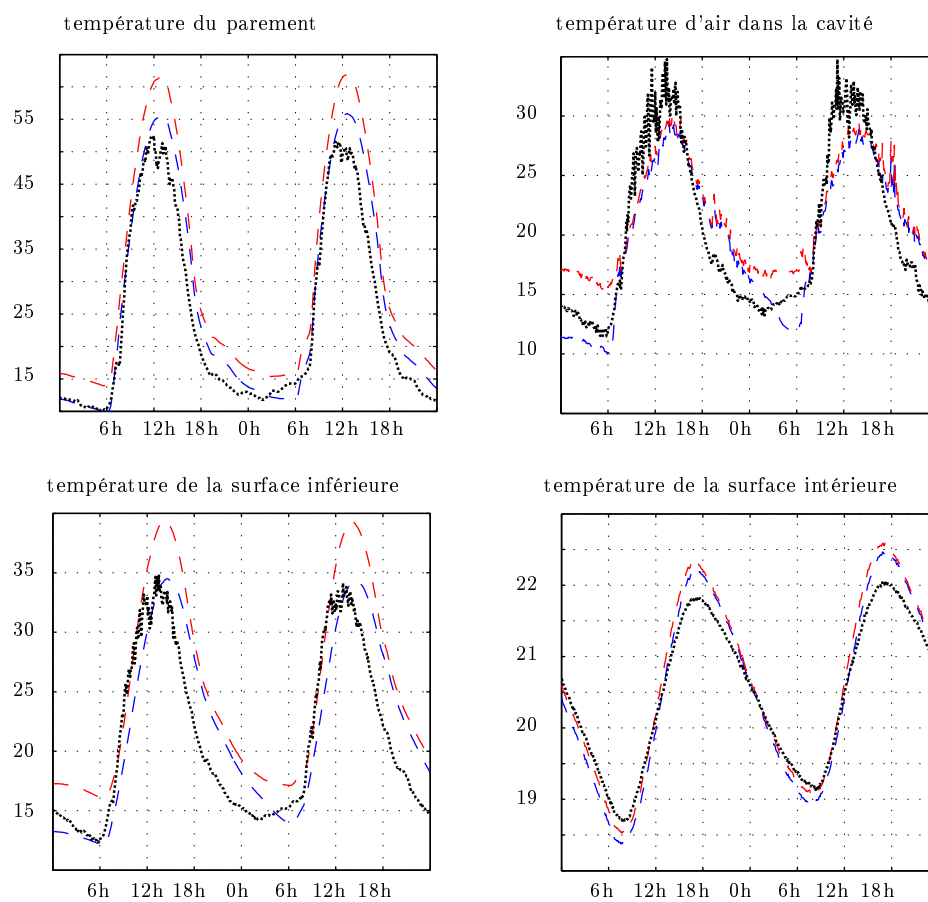 température du parement
température d'air dans la cavité
55
45
35
25
15
6h 12h 18h 0h 6h 12h 18h
30
25
20
15
10
6h 12h 18h 0h 6h 12h 18h
température de la surface inférieure
température de la surface intérieure
35
30
25
20
15
6h 12h 18h 0h 6h 12h 18h
22
21
20
19
6h 12h 18h 0h 6h 12h 18h